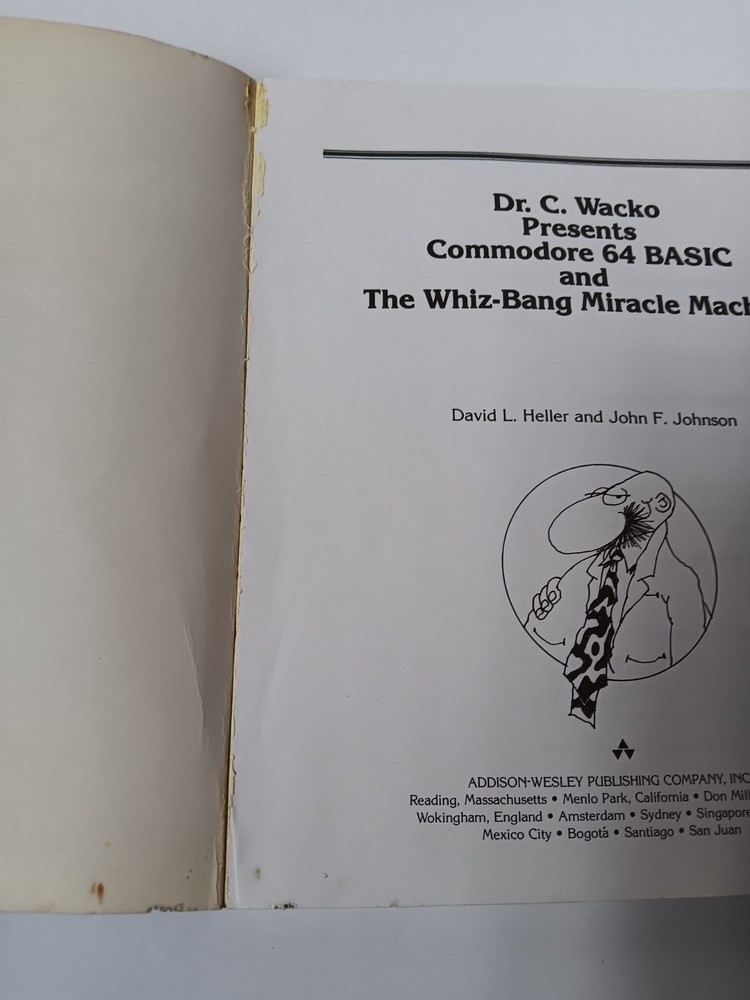 Dr. C. Wacko
Presents
Commodore 64 BASIC
and
The Whiz-Bang Miracle Mach
David L. Heller and John F. Johnson
ADDISON-WESLEY PUBLISHING COMPANY, INC
Reading, Massachusetts • Menlo Park, California • Don Mill
Wokingham, England • Amsterdam • Sydney • Singapore
Mexico City • Bogotá • Santiago • San Juan